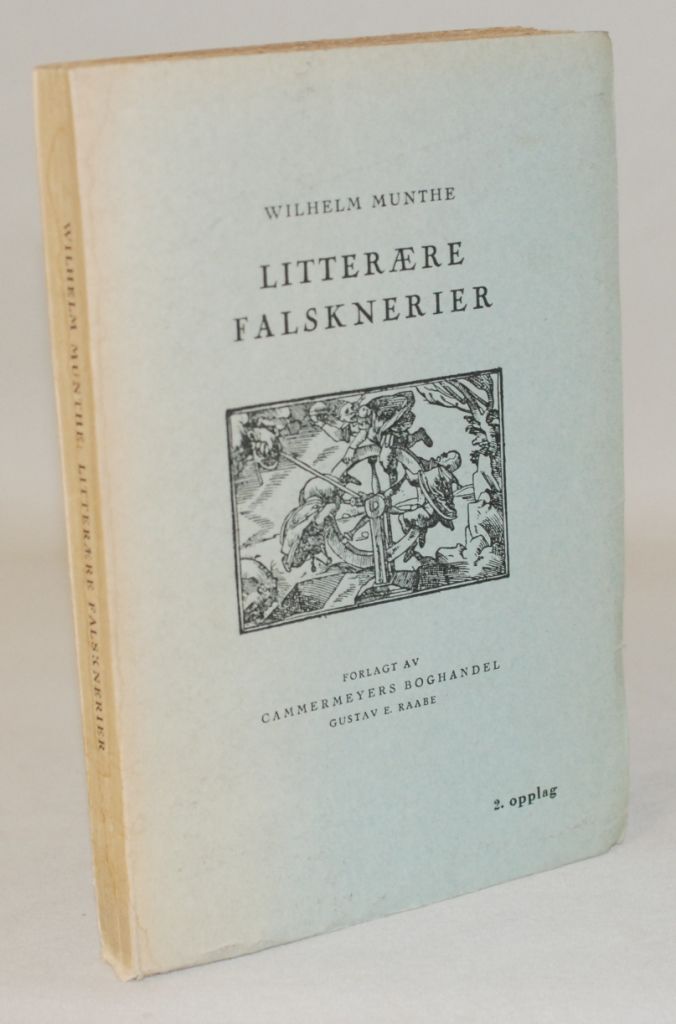 WILHELM MUNTHE
LITTERÆRE
FALSKNERIER
FORLAGT AV
CAMMERMEYERS BOGHANDEL
GUSTAV E. RAABE
2. opplag
WILHELM MUNTHE: LITTERÆRE FALSKNERIER